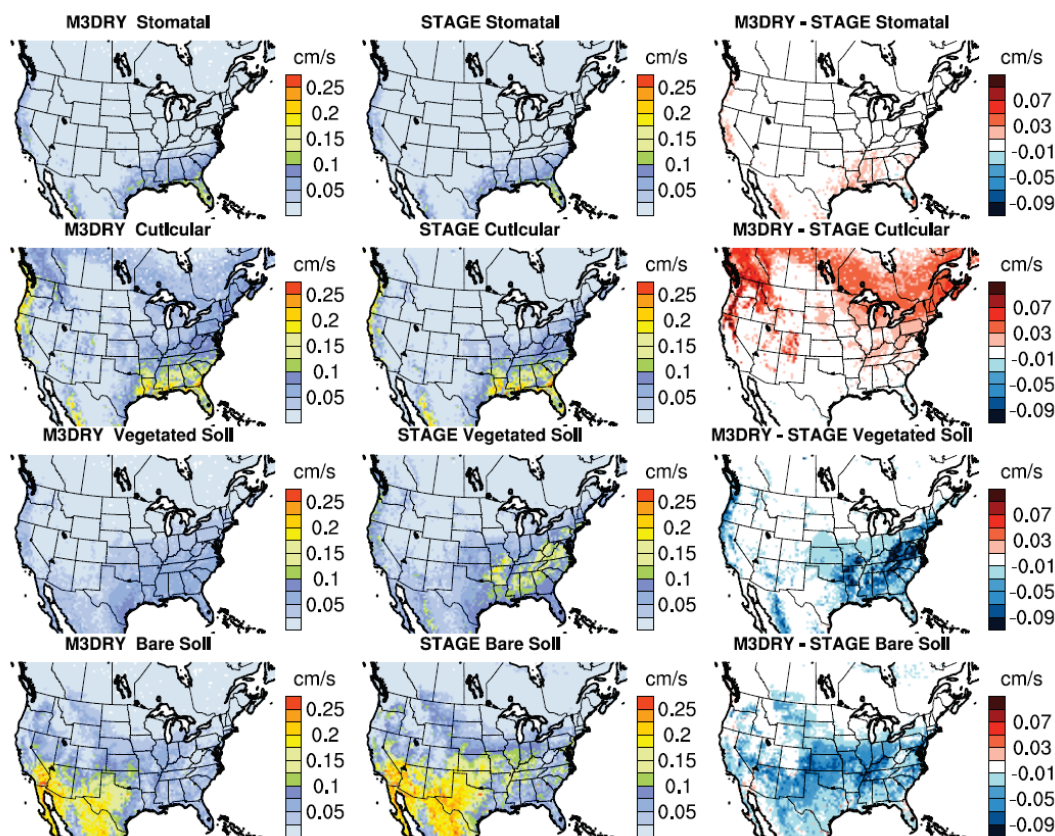 M3DRY Stomatal STAGE Stomatal M3DRY - STAGE Stomatal
cm/s cm/s cm/s
0.25 0.25
0.2 0.2 0.07
0.15 0.15 0.03
0.1 0.1 -0.01
0.05 0.05 -0.05
-0.09
M3DRY Cuticular STAGE Cuticular M3DRY - STAGE Cuticular
cm/s cm/s cm/s
0.25 0.25
0.2 0.2 0.07
0.15 0.15 0.03
0.1 0.1 -0.01
0.05 0.05 -0.05
-0.09
M3DRY Vegetated Soil STAGE Vegetated Soil M3DRY - STAGE Vegetated Soil
cm/s cm/s cm/s
0.25 0.25
0.2 0.2 0.07
0.15 0.15 0.03
0.1 0.1 -0.01
0.05 0.05 -0.05
-0.09
M3DRY Bare Soil STAGE Bare Soil M3DRY - STAGE Bare Soil
cm/s cm/s cm/s
0.25 0.25
0.2 0.2 0.07
0.15 0.15 0.03
0.1 0.1 -0.01
0.05 0.05 -0.05
-0.09